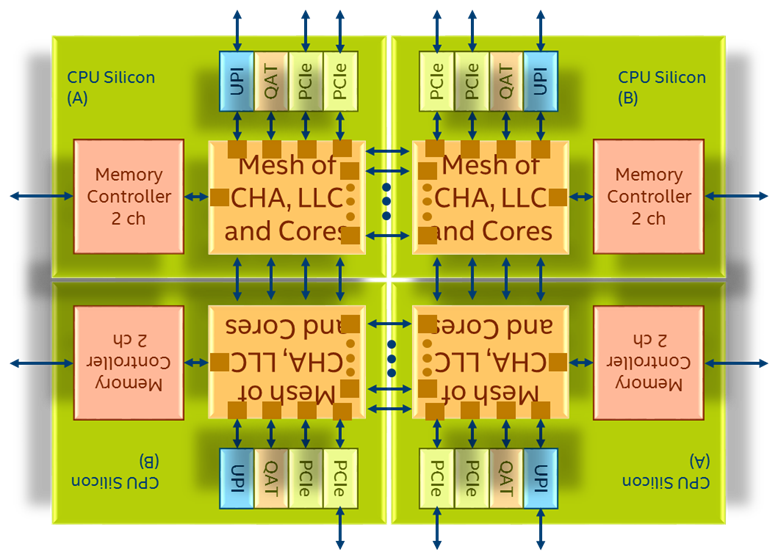 CPU Silicon
(A)
UPI
QAT
PCIe
PCIe
PCIe
PCIe
QAT
UPI
CPU Silicon
(B)
Memory
Controller
2 ch
Mesh of
CHA, LLC
and Cores
Mesh of
CHA, LLC
and Cores
Memory
Controller
2 ch
Memory
Controller
2 ch
Mesh of
CHA, LLC
and Cores
Mesh of
CHA, LLC
and Cores
Memory
Controller
2 ch
CPU Silicon
(B)
UPI
QAT
PCIe
PCIe
PCIe
PCIe
QAT
UPI
CPU Silicon
(A)